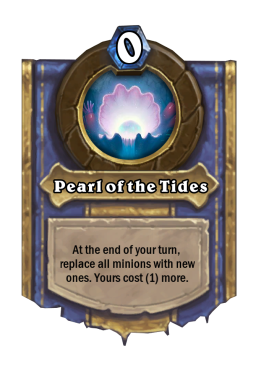 0
Pearl of the Tides
At the end of your turn,
replace all minions with new
ones. Yours cost (1) more.